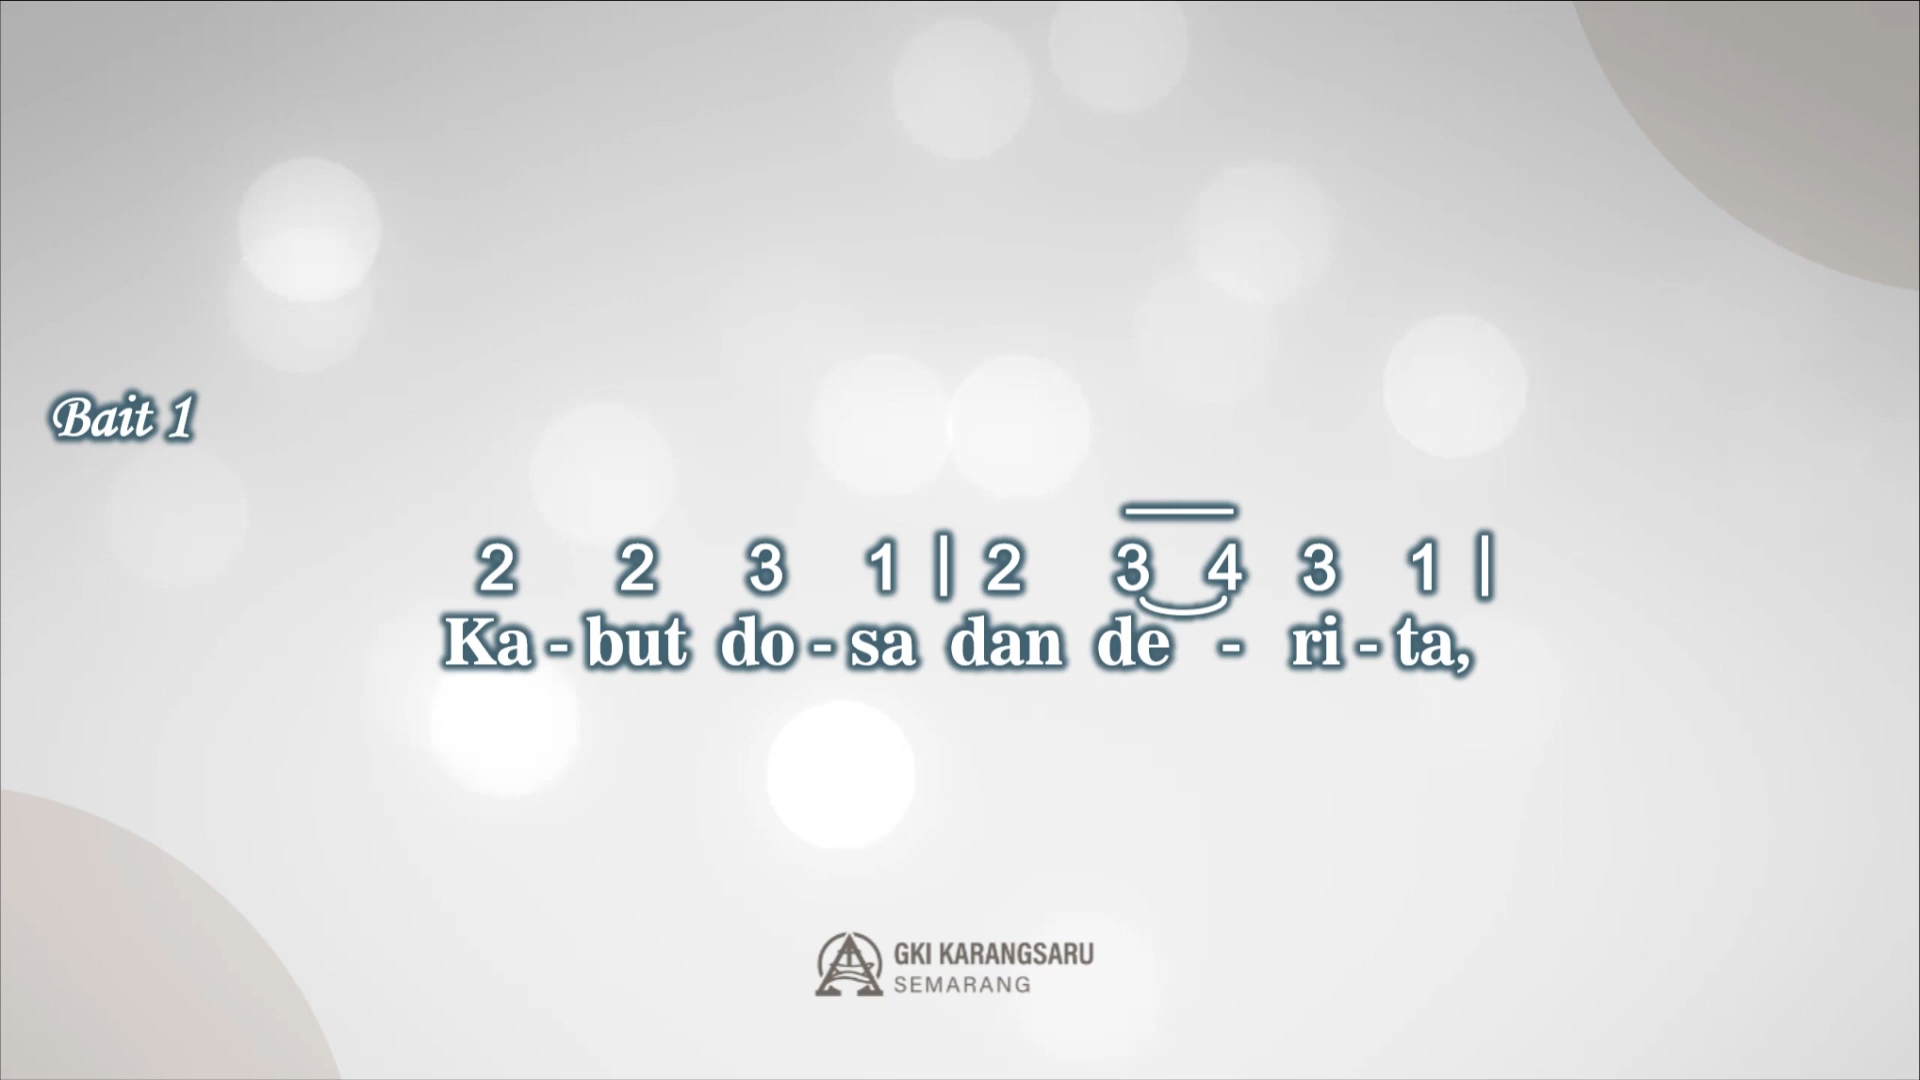 Bait 1
2 2 3 1 | 2 3 4 3 1 |
Ka - but do - sa dan de - ri - ta,
GKI KARANGSARU
SEMARANG